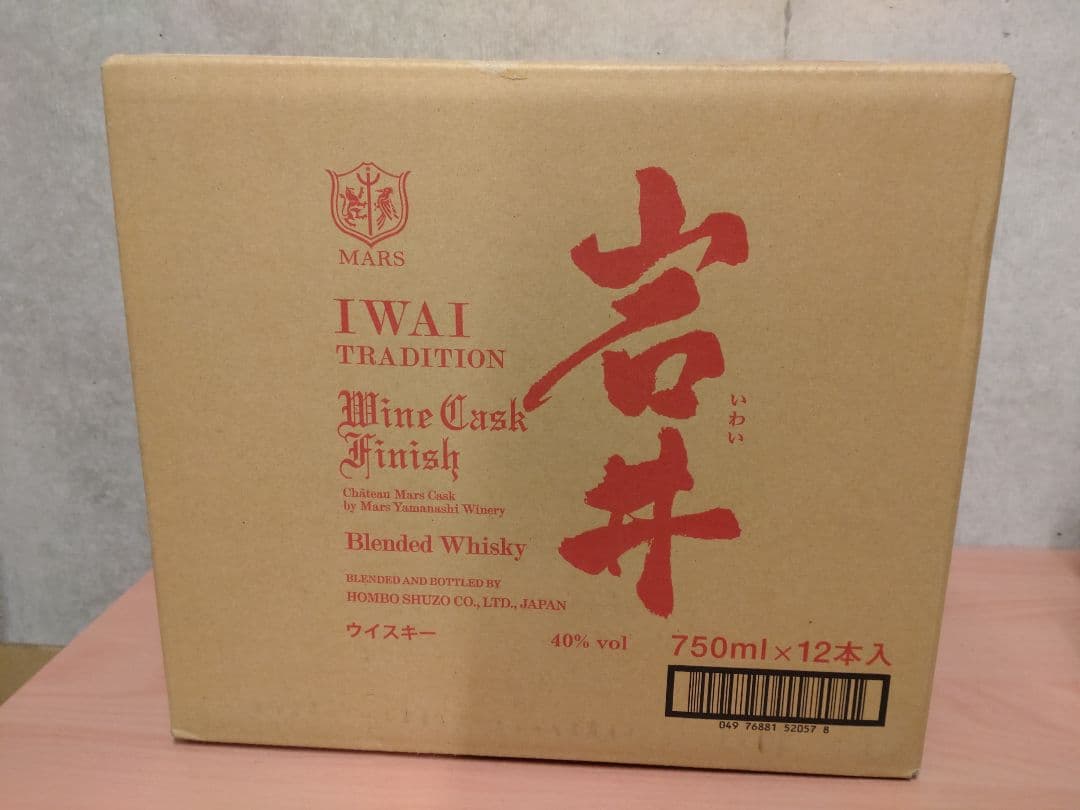 MARS
IWAI
TRADITION
Wine Cask
Finish
Château Mars Cask
by Mars Yamanashi Winery
Blended Whisky
BLENDED AND BOTTLED BY
HOMBO SHUZO CO., LTD., JAPAN
ウイスキー
40% vol
岩井
いわい
750ml×12本入
049 76881 52057 8